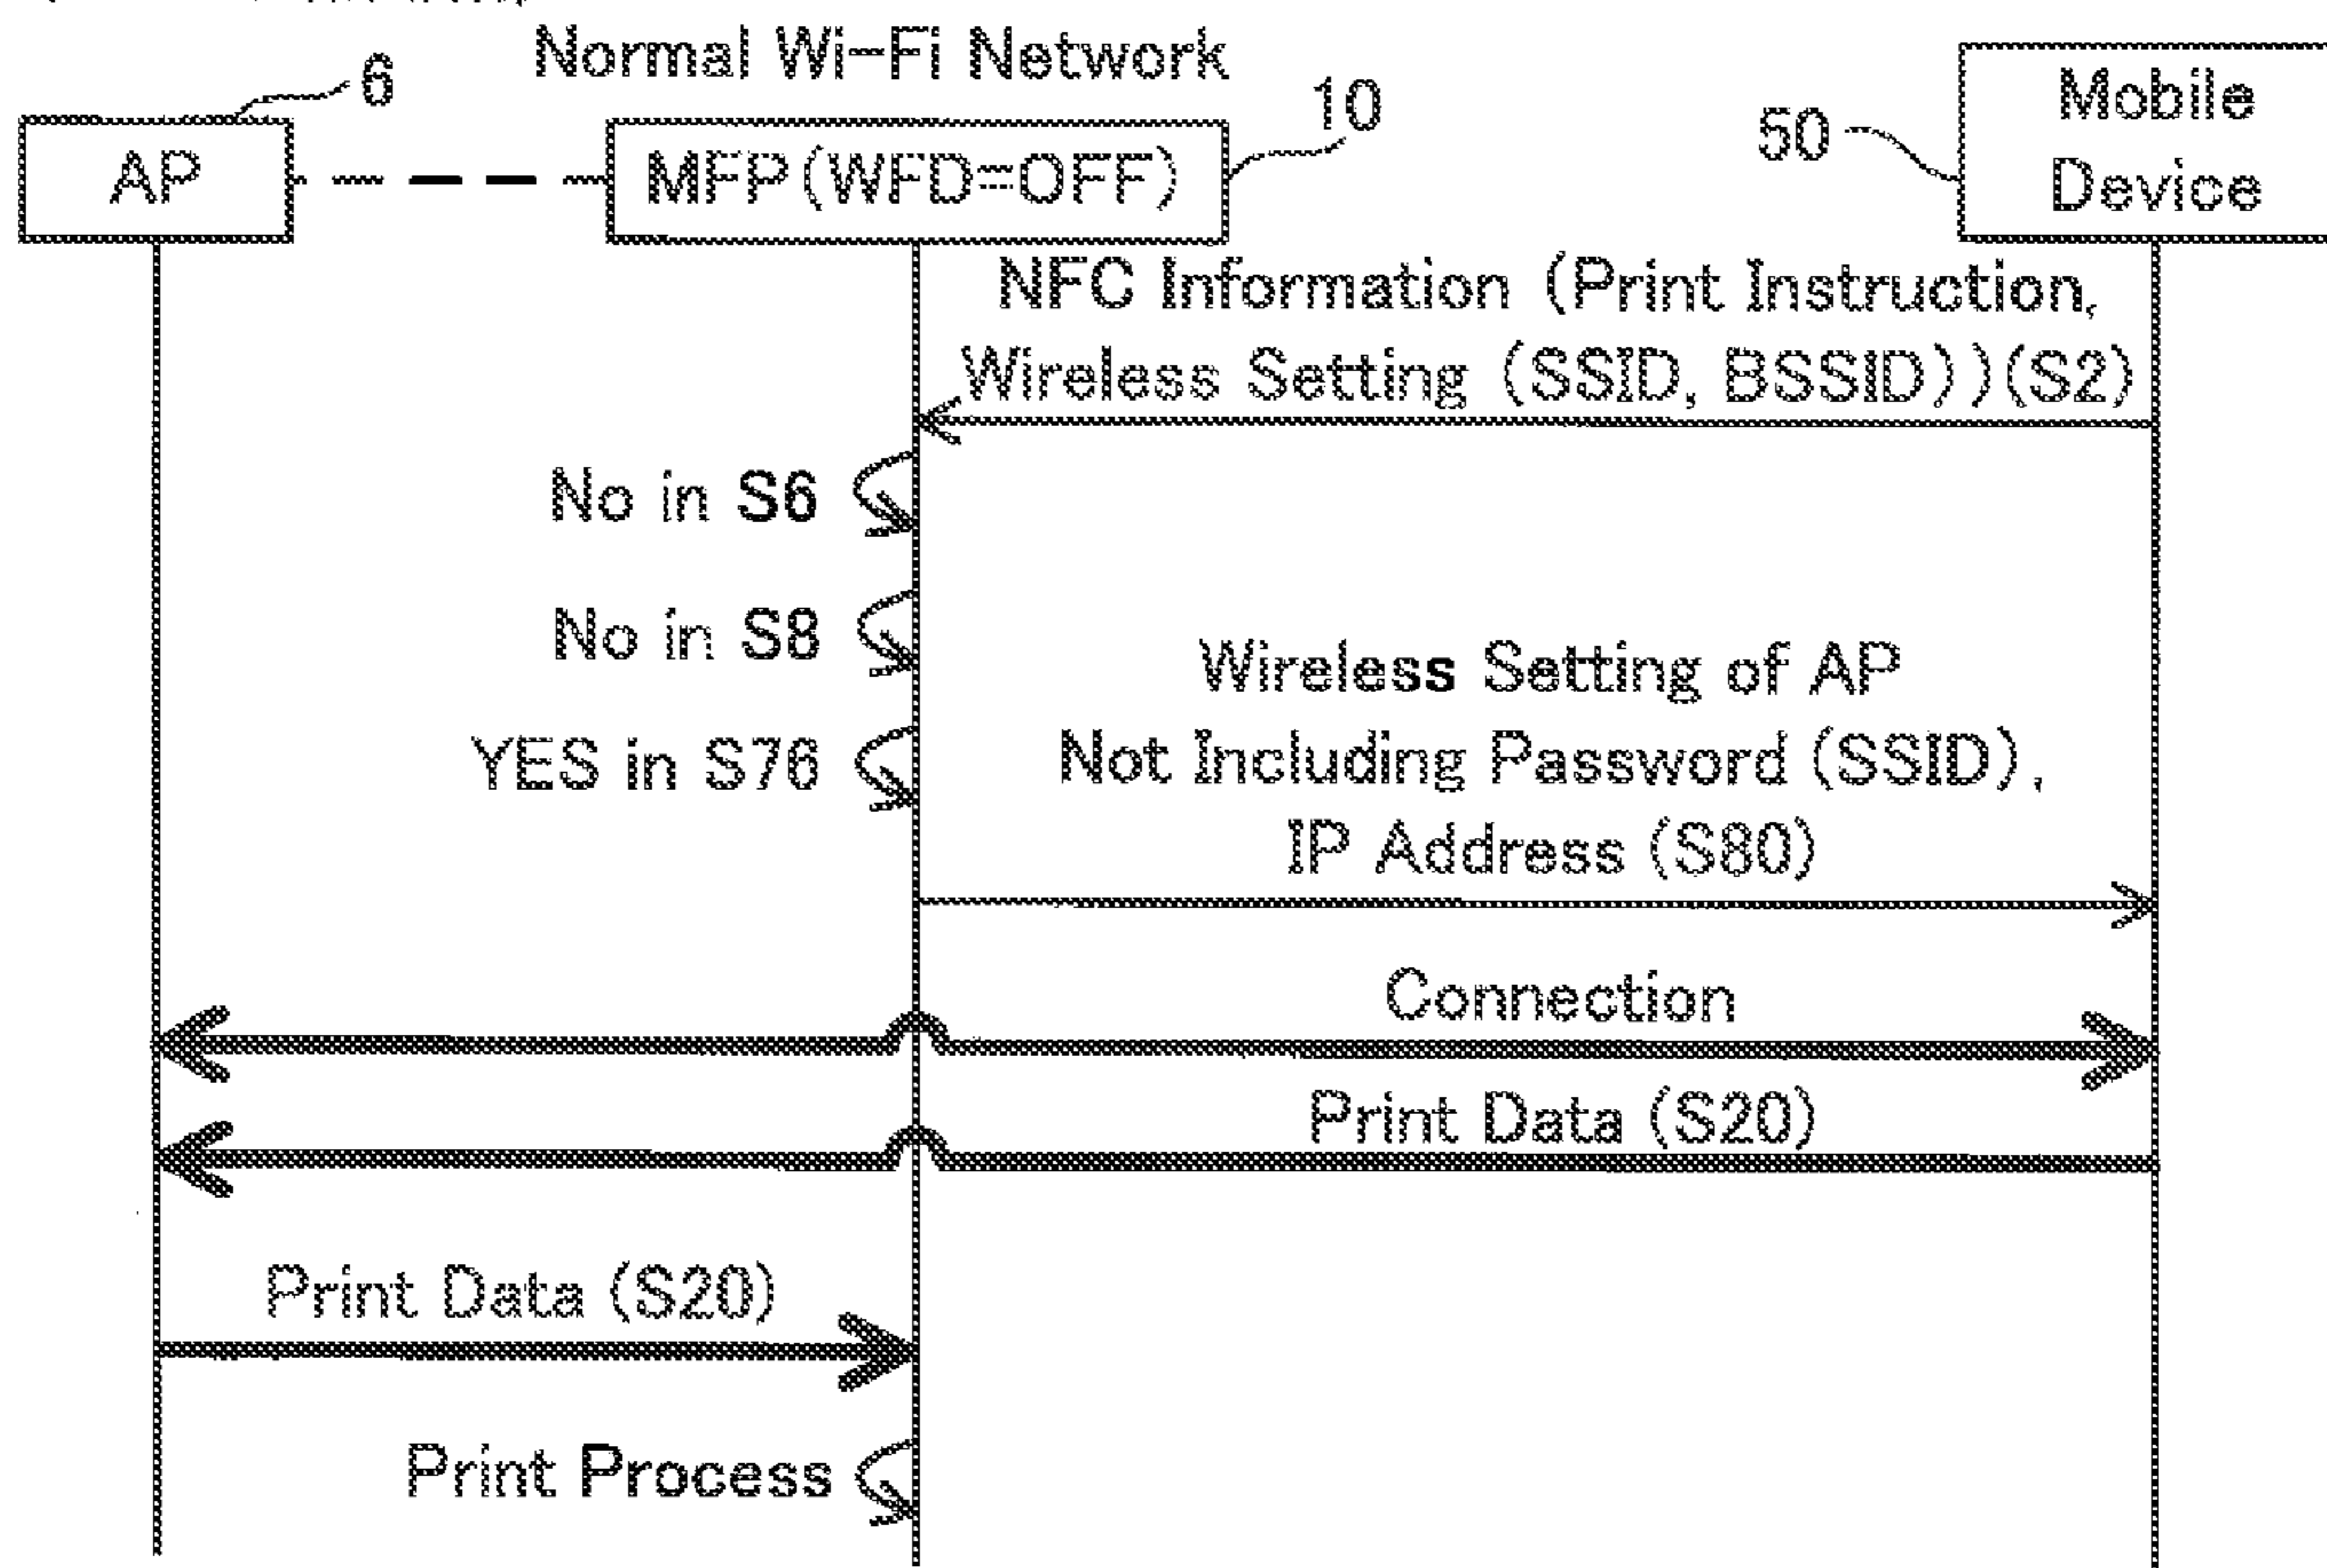 Normal Wi-Fi Network
6
10
50
AP
MFP(WFD=OFF)
Mobile
Device
NFC Information (Print Instruction,
Wireless Setting (SSID, BSSID))(S2)
No in S6
No in S8
YES in S76
Wireless Setting of AP
Not Including Password (SSID),
IP Address (S80)
Connection
Print Data (S20)
Print Data (S20)
Print Process